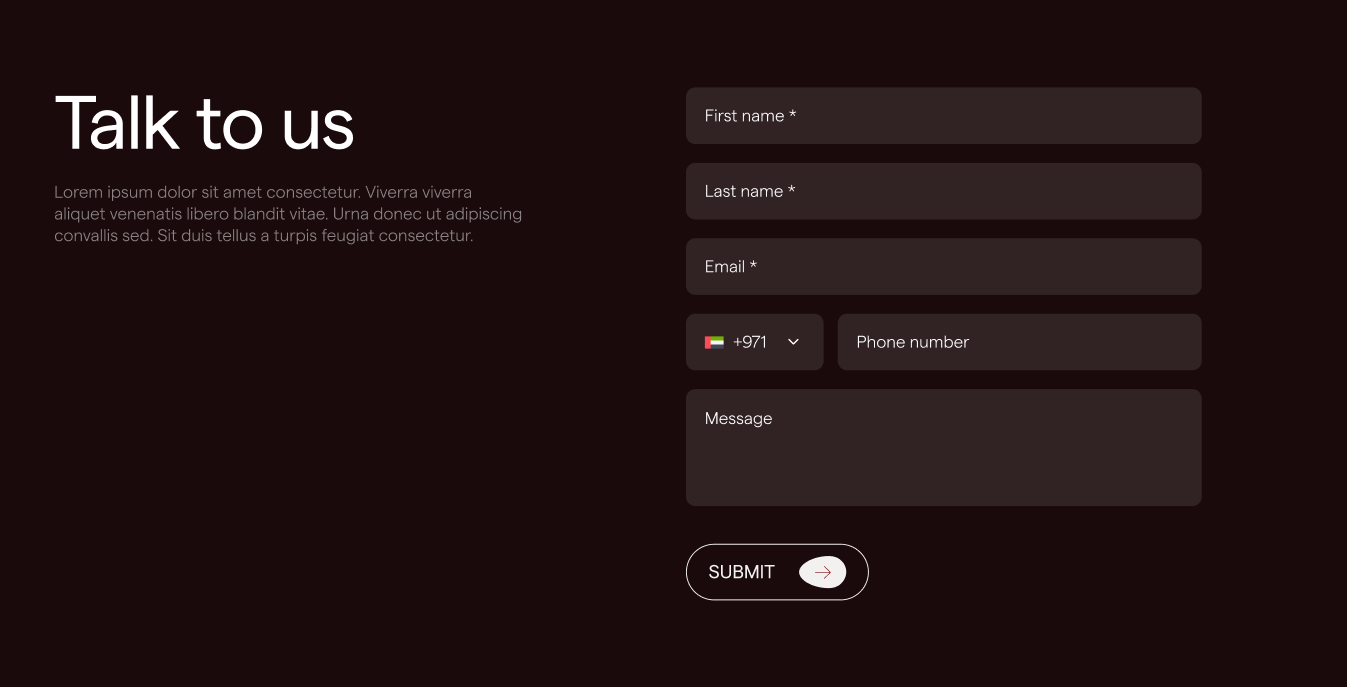 Talk to us
Lorem ipsum dolor sit amet consectetur. Viverra viverra
aliquet venenatis libero blandit vitae. Urna donec ut adipiscing
convallis sed. Sit duis tellus a turpis feugiat consectetur.
First name *
Last name *
Email *
+971
Phone number
Message
SUBMIT